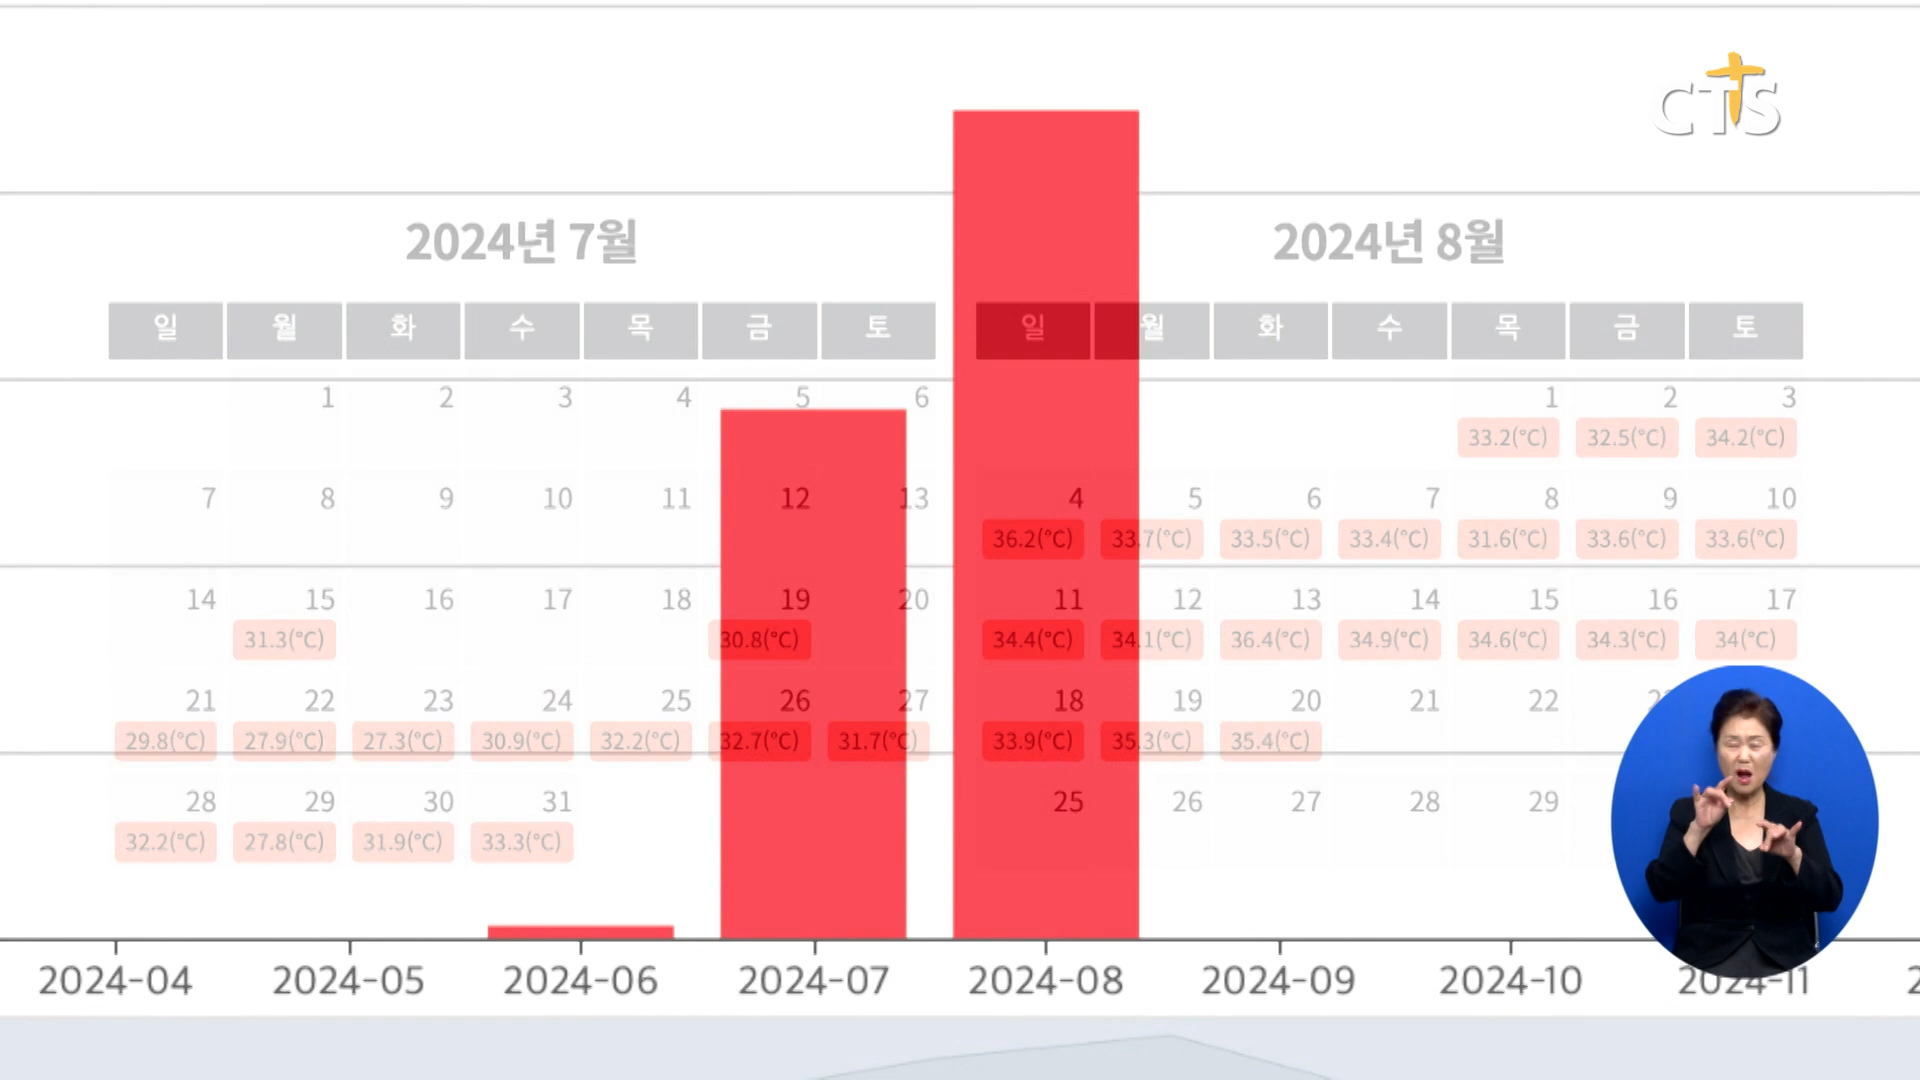 CTS
2024년 7월
일 월 화 수 목 금 토
1 2 3 4 5 6
7 8 9 10 11 12 13
14 15 16 17 18 19 20
31.3(℃) 30.8(℃)
21 22 23 24 25 26 27
29.8(℃) 27.9(℃) 27.3(℃) 30.9(℃) 32.2(℃) 32.7(℃) 31.7(℃)
28 29 30 31
32.2(℃) 27.8(℃) 31.9(℃) 33.3(℃)
2024년 8월
일 월 화 수 목 금 토
1 2 3
33.2(℃) 32.5(℃) 34.2(℃)
4 5 6 7 8 9 10
36.2(℃) 33.7(℃) 33.5(℃) 33.4(℃) 31.6(℃) 33.6(℃) 33.6(℃)
11 12 13 14 15 16 17
34.4(℃) 34.1(℃) 36.4(℃) 34.9(℃) 34.6(℃) 34.3(℃) 34(℃)
18 19 20 21 22
33.9(℃) 35.3(℃) 35.4(℃)
25 26 27 28 29
2024-04 2024-05 2024-06 2024-07 2024-08 2024-09 2024-10 2024-11